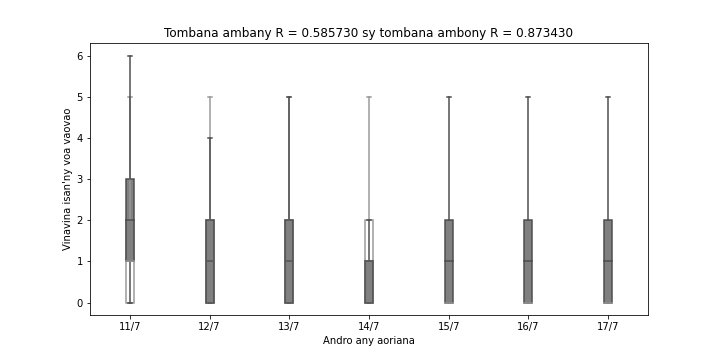 Tombana ambany R = 0.585730 sy tombana ambony R = 0.873430
Vinavina isan'ny voa vaovao
6
5
4
3
2
1
0
11/7 12/7 13/7 14/7 15/7 16/7 17/7
Andro any aoriana